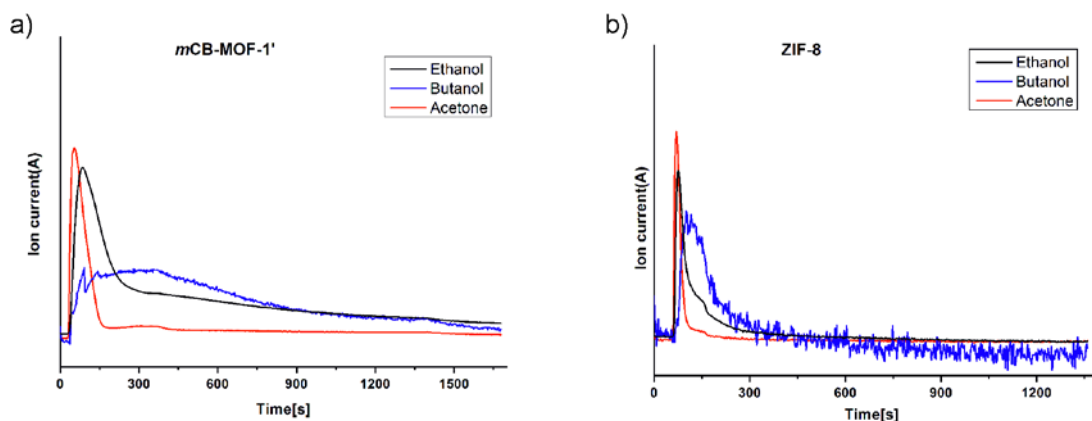 a)
mCB-MOF-1'
Ethanol
Butanol
Acetone
Ion current(A)
0 300 600 900 1200 1500
Time[s]
b)
ZIF-8
Ethanol
Butanol
Acetone
Ion current(A)
0 300 600 900 1200
Time[s]